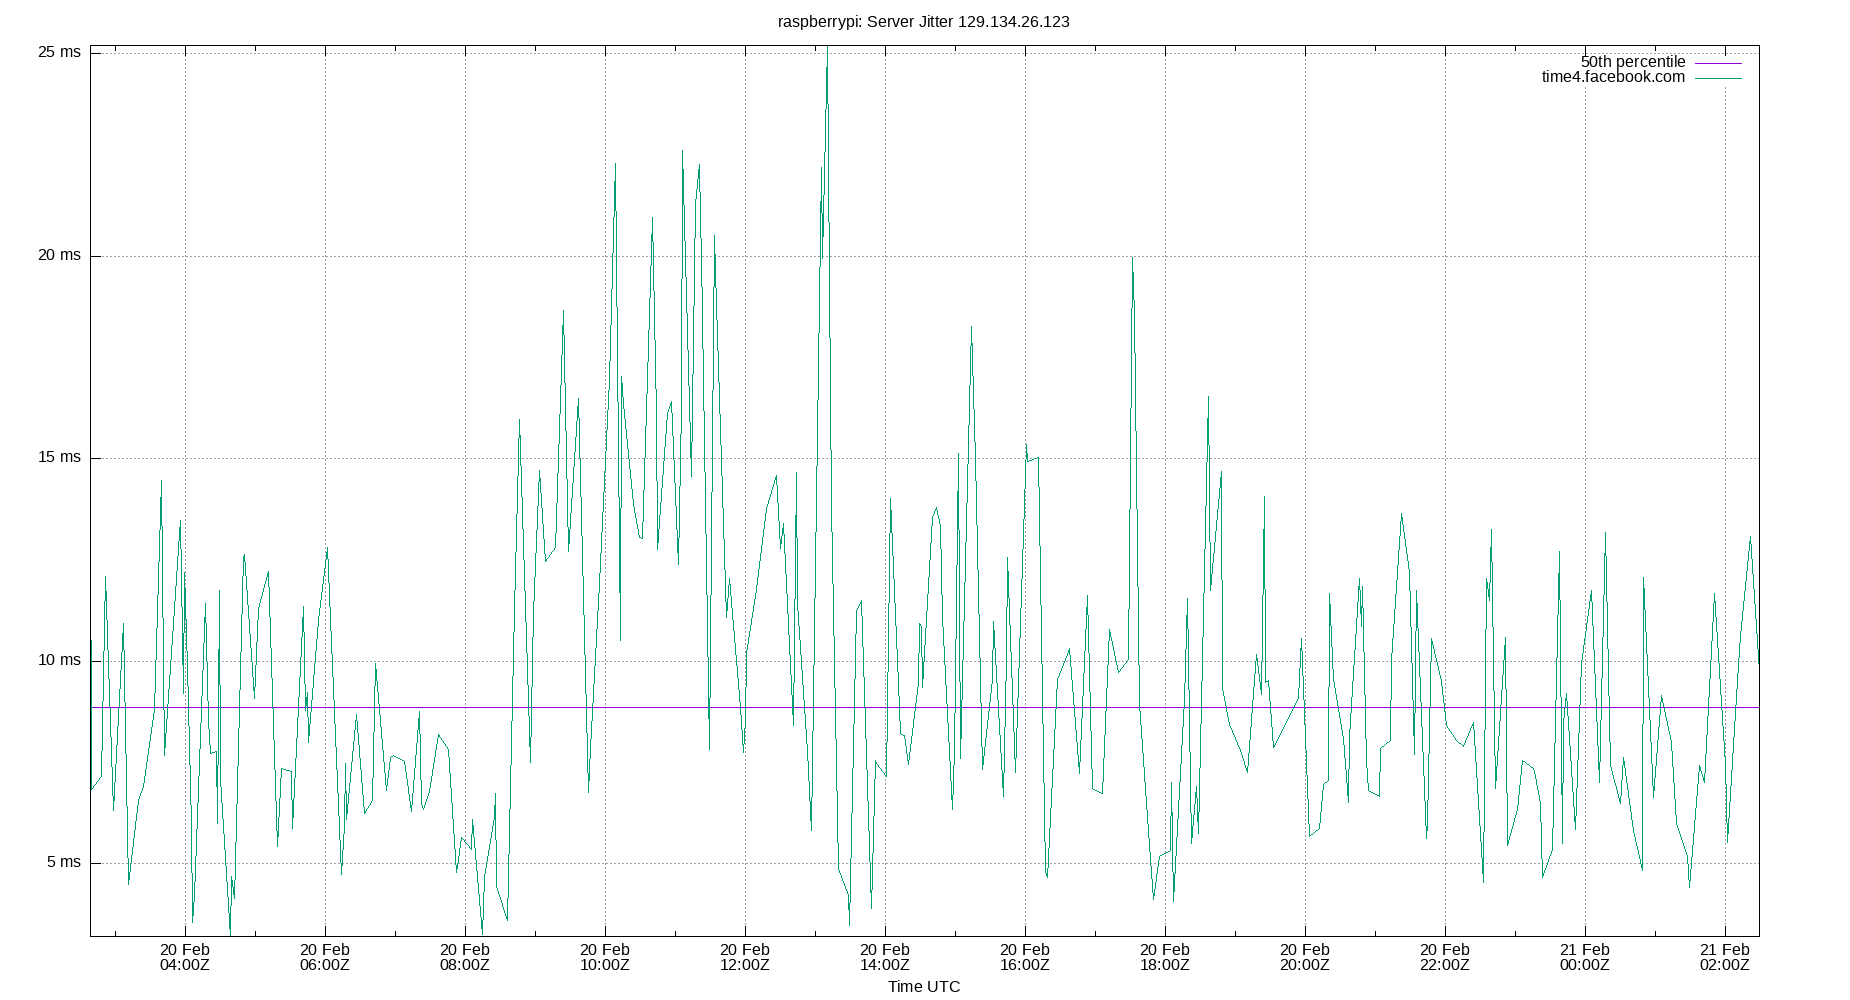 raspberrypi: Server Jitter 129.134.26.123
25 ms
20 ms
15 ms
10 ms
5 ms
50th percentile
time4.facebook.com
20 Feb 20 Feb 20 Feb 20 Feb 20 Feb 20 Feb 20 Feb 20 Feb 20 Feb 20 Feb 21 Feb 21 Feb
04:00Z 06:00Z 08:00Z 10:00Z 12:00Z 14:00Z 16:00Z 18:00Z 20:00Z 22:00Z 00:00Z 02:00Z
Time UTC